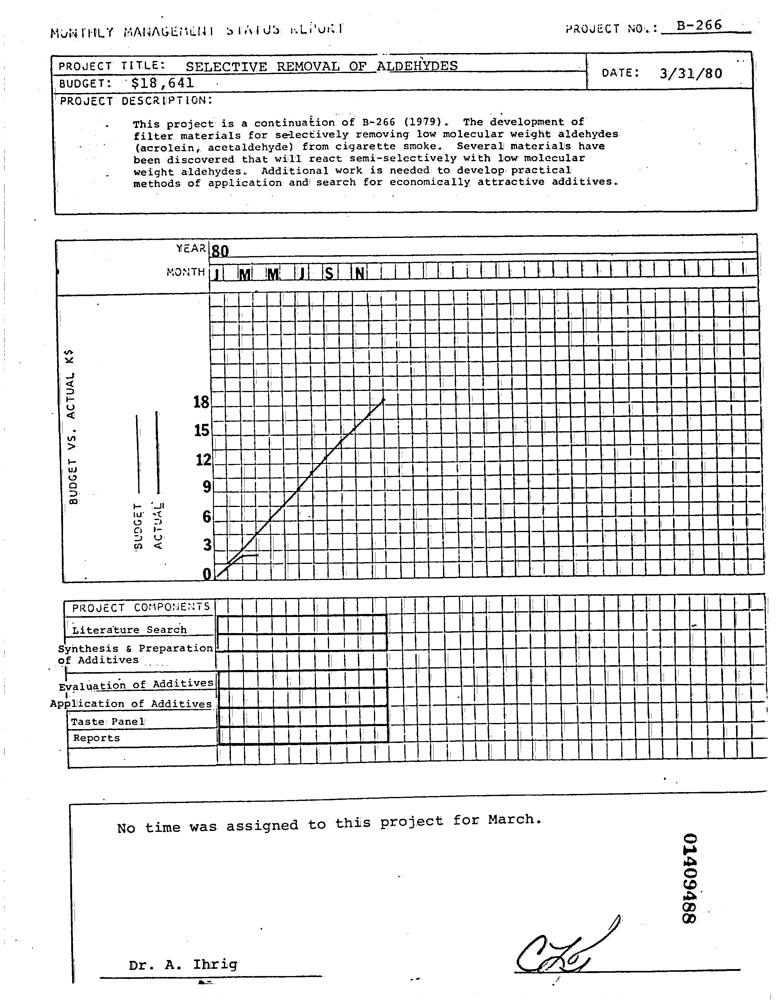 MONTHLY MANAGEMENT STATUS REPORT
PROJECT NO.: B-266
PROJECT TITLE: SELECTIVE REMOVAL OF ALDEHYDES
BUDGET: $18,641
DATE: 3/31/80
PROJECT DESCRIPTION:
This project is a continuation of B-266 (1979). The development of
filter materials for selectively removing low molecular weight aldehydes
(acrolein, acetaldehyde) from cigarette smoke. Several materials have
been discovered that will react semi-selectively with low molecular
weight aldehydes. Additional work is needed to develop practical
methods of application and search for economically attractive additives.
YEAR 80
MONTH J M M J S N
BUDGET VS. ACTUAL K$
BUDGET
ACTUAL
18
15
12
9
6
3
0
PROJECT COMPONENTS
Literature Search
Synthesis & Preparation
of Additives
Evaluation of Additives
Application of Additives
Taste Panel
Reports
No time was assigned to this project for March.
01409488
Dr. A. Ihrig